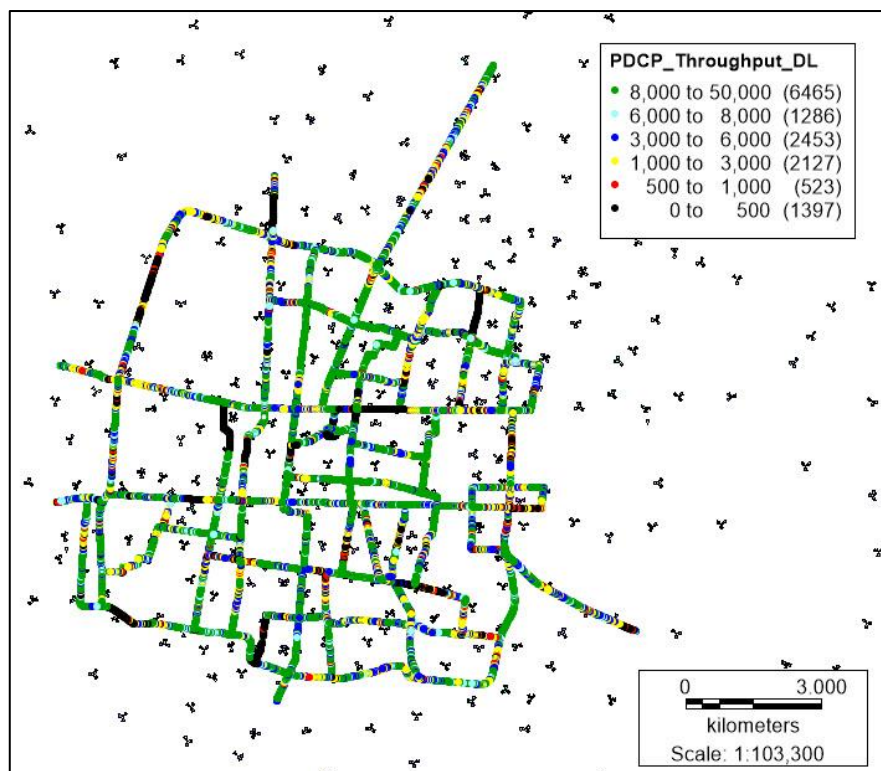 PDCP_Throughput_DL
8,000 to 50,000 (6465)
6,000 to 8,000 (1286)
3,000 to 6,000 (2453)
1,000 to 3,000 (2127)
500 to 1,000 (523)
0 to 500 (1397)
0 3.000
kilometers
Scale: 1:103,300